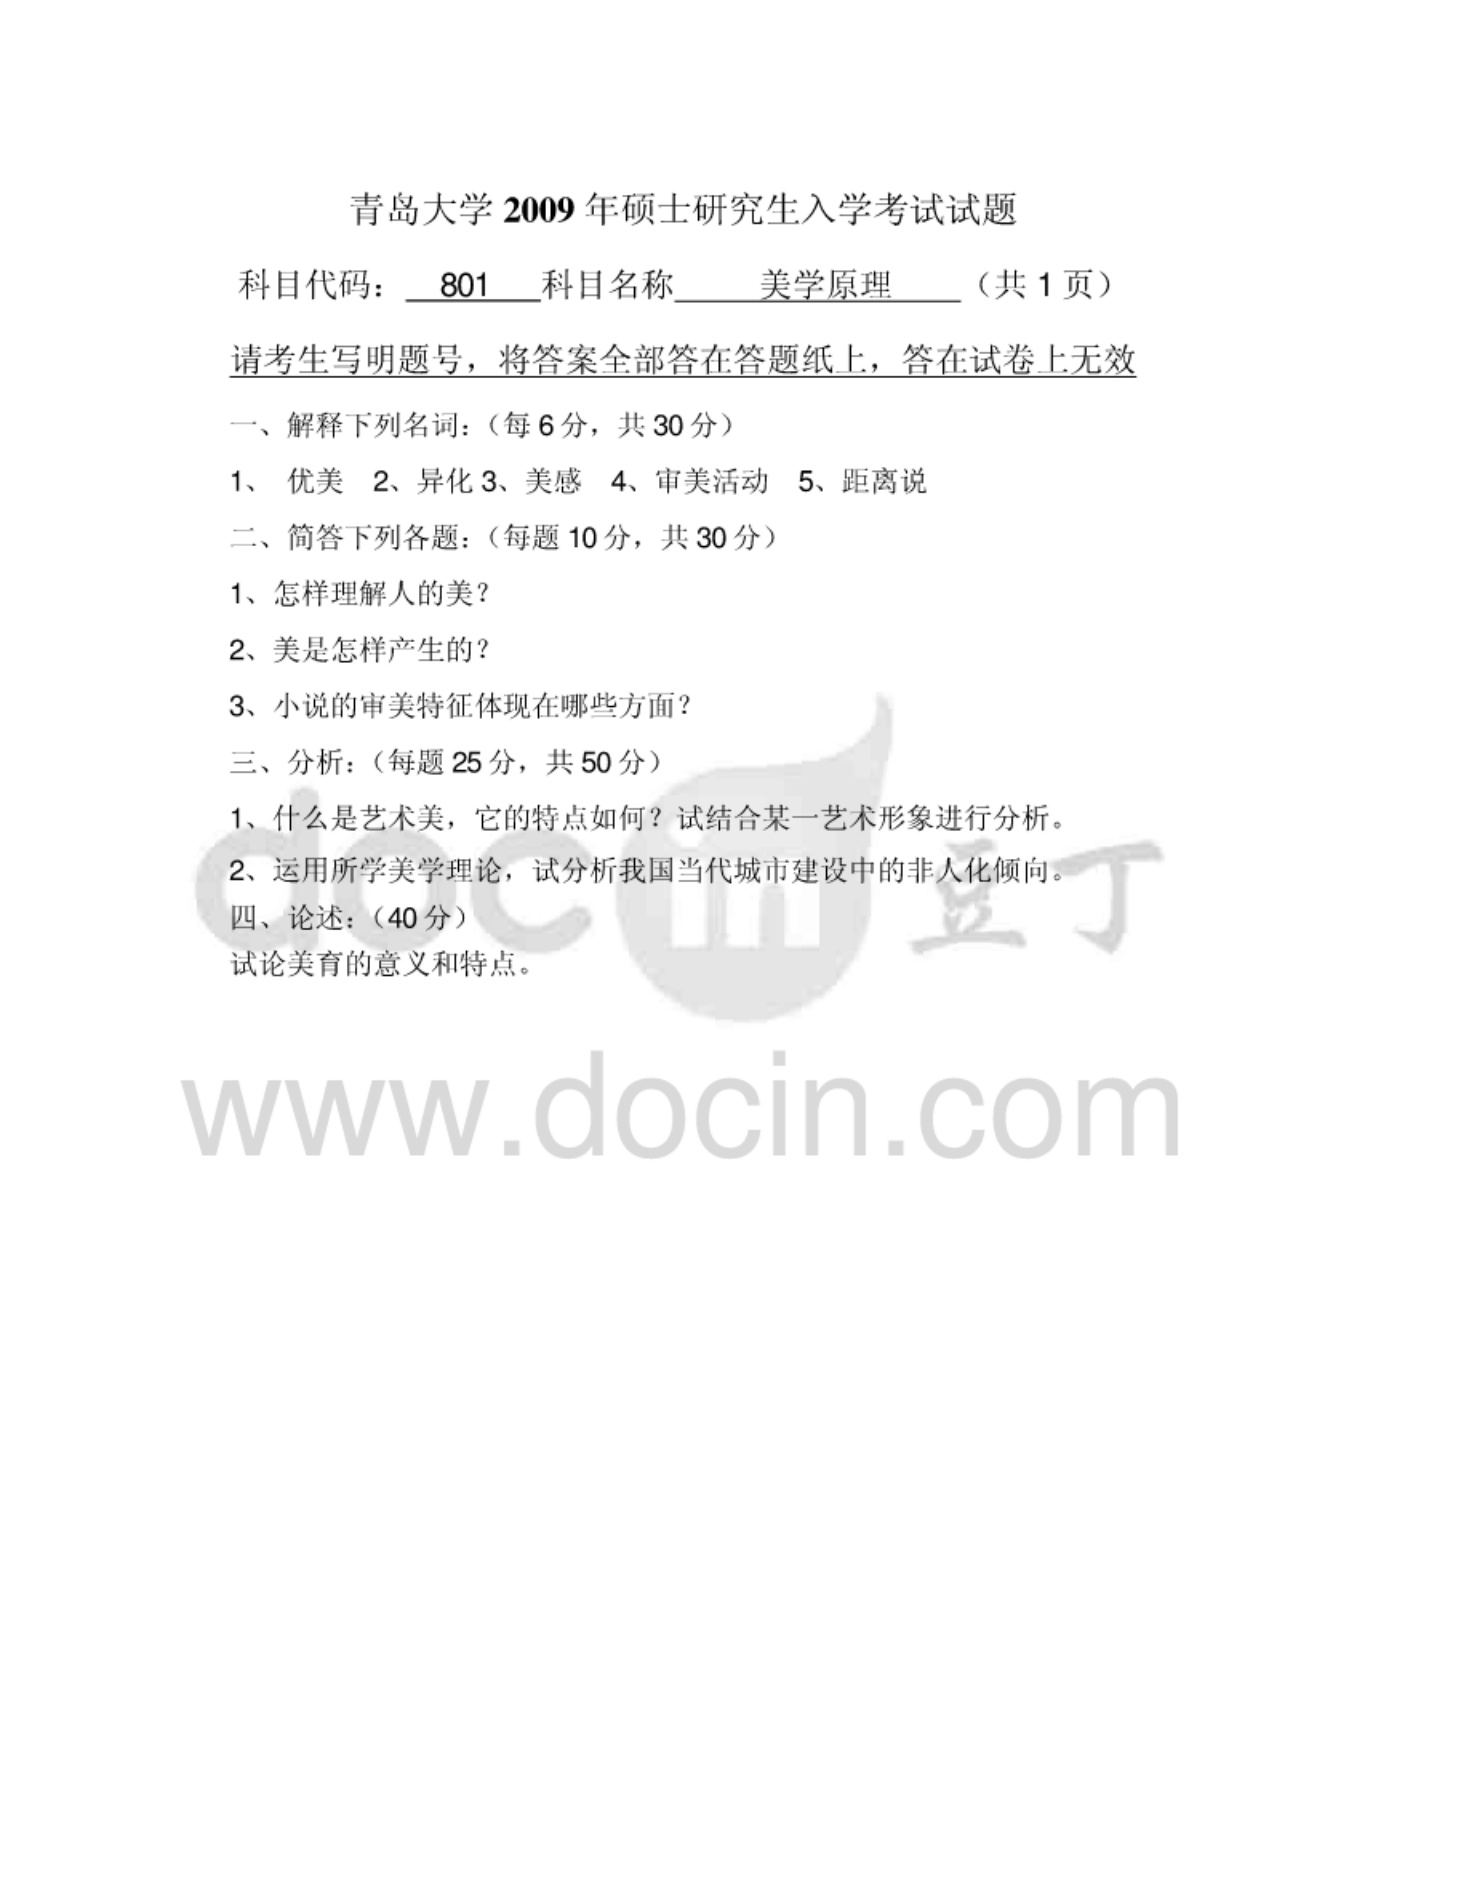 青岛大学 2009 年硕士研究生入学考试试题
科目代码： 801 科目名称 美学原理 （共 1 页）
请考生写明题号，将答案全部答在答题纸上，答在试卷上无效
一、解释下列名词：（每 6 分，共 30 分）
1、 优美 2、异化 3、美感 4、审美活动 5、距离说
二、简答下列各题：（每题 10 分，共 30 分）
1、怎样理解人的美？
2、美是怎样产生的？
3、小说的审美特征体现在哪些方面？
三、分析：（每题 25 分，共 50 分）
1、什么是艺术美，它的特点如何？试结合某一艺术形象进行分析。
2、运用所学美学理论，试分析我国当代城市建设中的非人化倾向。
四、论述：（40 分）
试论美育的意义和特点。
docin 豆丁
www.docin.com